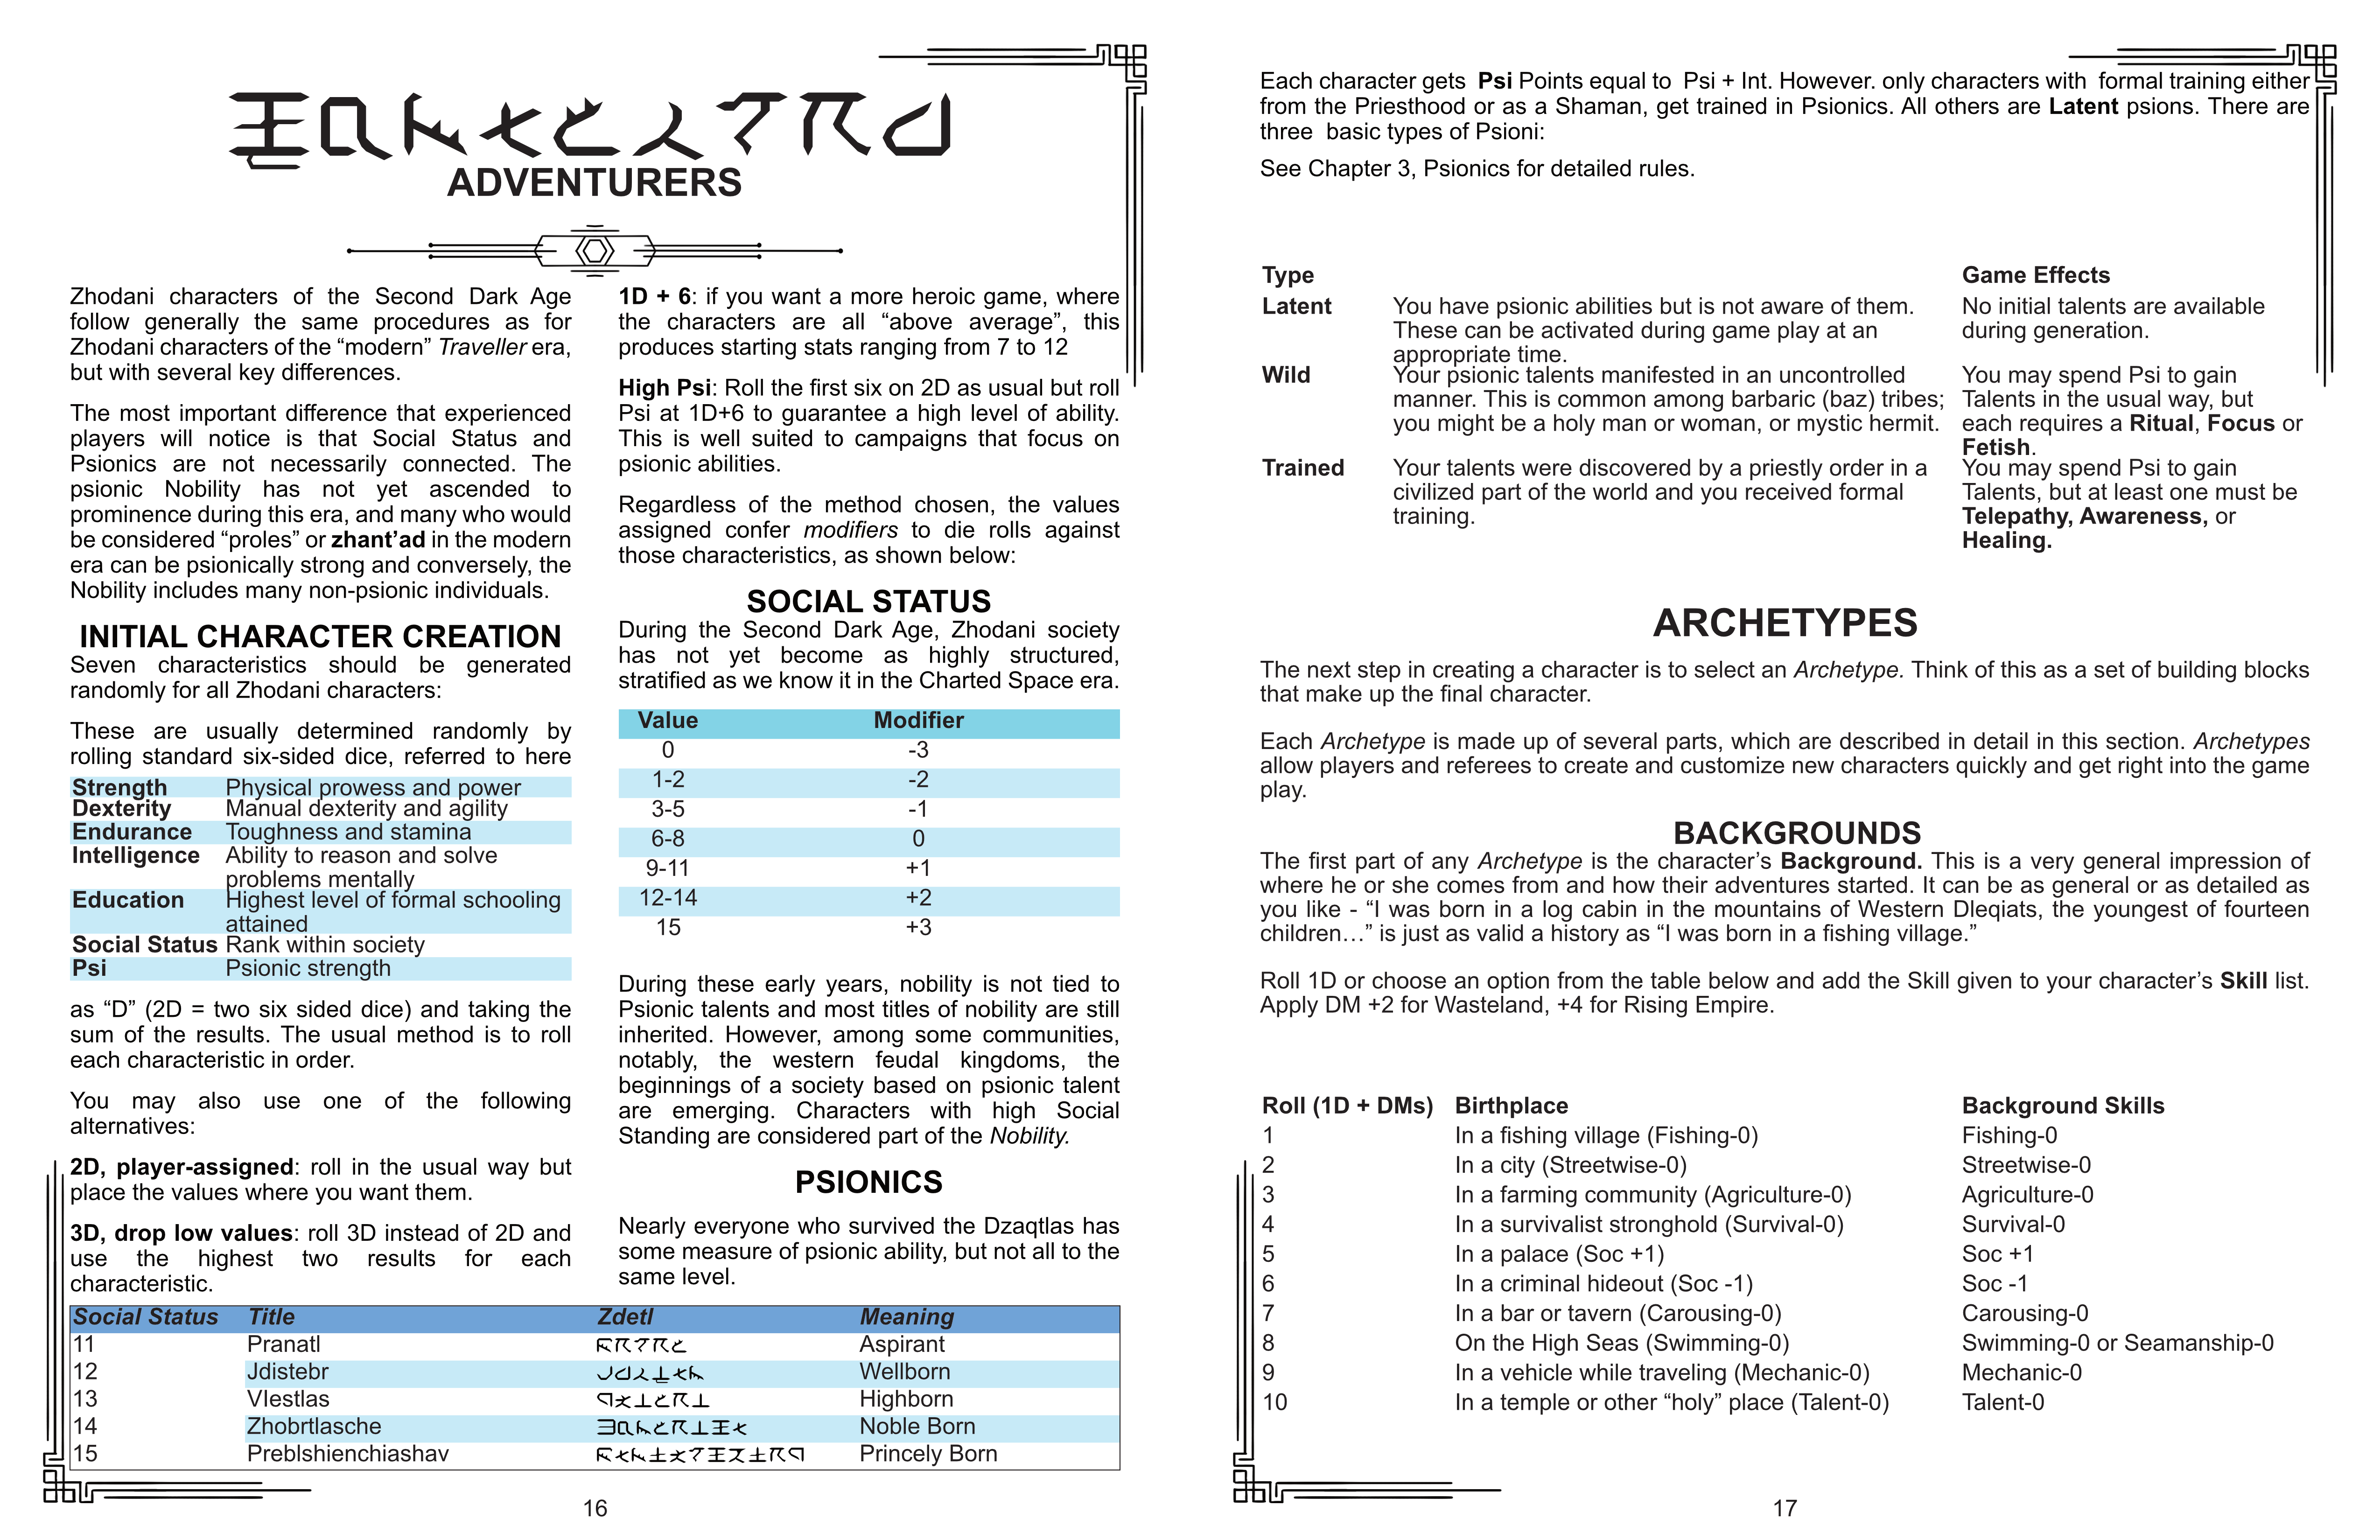 ADVENTURERS
Zhodani characters of the Second Dark Age
follow generally the same procedures as for
Zhodani characters of the “modern” Traveller era,
but with several key differences.
The most important difference that experienced
players will notice is that Social Status and
Psionics are not necessarily connected. The
psionic Nobility has not yet ascended to
prominence during this era, and many who would
be considered “proles” or zhant’ad in the modern
era can be psionically strong and conversely, the
Nobility includes many non-psionic individuals.
INITIAL CHARACTER CREATION
Seven characteristics should be generated
randomly for all Zhodani characters:
These are usually determined randomly by
rolling standard six-sided dice, referred to here
Strength Physical prowess and power
Dexterity Manual dexterity and agility
Endurance Toughness and stamina
Intelligence Ability to reason and solve
problems mentally
Education Highest level of formal schooling
attained
Social Status Rank within society
Psi Psionic strength
as “D” (2D = two six sided dice) and taking the
sum of the results. The usual method is to roll
each characteristic in order.
You may also use one of the following
alternatives:
2D, player-assigned: roll in the usual way but
place the values where you want them.
3D, drop low values: roll 3D instead of 2D and
use the highest two results for each
characteristic.
1D + 6: if you want a more heroic game, where
the characters are all “above average”, this
produces starting stats ranging from 7 to 12
High Psi: Roll the first six on 2D as usual but roll
Psi at 1D+6 to guarantee a high level of ability.
This is well suited to campaigns that focus on
psionic abilities.
Regardless of the method chosen, the values
assigned confer modifiers to die rolls against
those characteristics, as shown below:
SOCIAL STATUS
During the Second Dark Age, Zhodani society
has not yet become as highly structured,
stratified as we know it in the Charted Space era.
Value Modifier
0 -3
1-2 -2
3-5 -1
6-8 0
9-11 +1
12-14 +2
15 +3
During these early years, nobility is not tied to
Psionic talents and most titles of nobility are still
inherited. However, among some communities,
notably, the western feudal kingdoms, the
beginnings of a society based on psionic talent
are emerging. Characters with high Social
Standing are considered part of the Nobility.
PSIONICS
Nearly everyone who survived the Dzaqtlas has
some measure of psionic ability, but not all to the
same level.
Social Status Title Zdetl Meaning
11 Pranatl Aspirant
12 Jdistebr Wellborn
13 Vlestlas Highborn
14 Zhobrtlasche Noble Born
15 Preblshienchiashav Princely Born
16
Each character gets Psi Points equal to Psi + Int. However. only characters with formal training either
from the Priesthood or as a Shaman, get trained in Psionics. All others are Latent psions. There are
three basic types of Psioni:
See Chapter 3, Psionics for detailed rules.
Type Game Effects
Latent You have psionic abilities but is not aware of them. No initial talents are available
These can be activated during game play at an during generation.
appropriate time.
Wild Your psionic talents manifested in an uncontrolled You may spend Psi to gain
manner. This is common among barbaric (baz) tribes; Talents in the usual way, but
you might be a holy man or woman, or mystic hermit. each requires a Ritual, Focus or
Fetish.
Trained Your talents were discovered by a priestly order in a You may spend Psi to gain
civilized part of the world and you received formal Talents, but at least one must be
training. Telepathy, Awareness, or
Healing.
ARCHETYPES
The next step in creating a character is to select an Archetype. Think of this as a set of building blocks
that make up the final character.
Each Archetype is made up of several parts, which are described in detail in this section. Archetypes
allow players and referees to create and customize new characters quickly and get right into the game
play.
BACKGROUNDS
The first part of any Archetype is the character’s Background. This is a very general impression of
where he or she comes from and how their adventures started. It can be as general or as detailed as
you like - “I was born in a log cabin in the mountains of Western Dleqiats, the youngest of fourteen
children…” is just as valid a history as “I was born in a fishing village.”
Roll 1D or choose an option from the table below and add the Skill given to your character’s Skill list.
Apply DM +2 for Wasteland, +4 for Rising Empire.
Roll (1D + DMs) Birthplace Background Skills
1 In a fishing village (Fishing-0) Fishing-0
2 In a city (Streetwise-0) Streetwise-0
3 In a farming community (Agriculture-0) Agriculture-0
4 In a survivalist stronghold (Survival-0) Survival-0
5 In a palace (Soc +1) Soc +1
6 In a criminal hideout (Soc -1) Soc -1
7 In a bar or tavern (Carousing-0) Carousing-0
8 On the High Seas (Swimming-0) Swimming-0 or Seamanship-0
9 In a vehicle while traveling (Mechanic-0) Mechanic-0
10 In a temple or other “holy” place (Talent-0) Talent-0
17